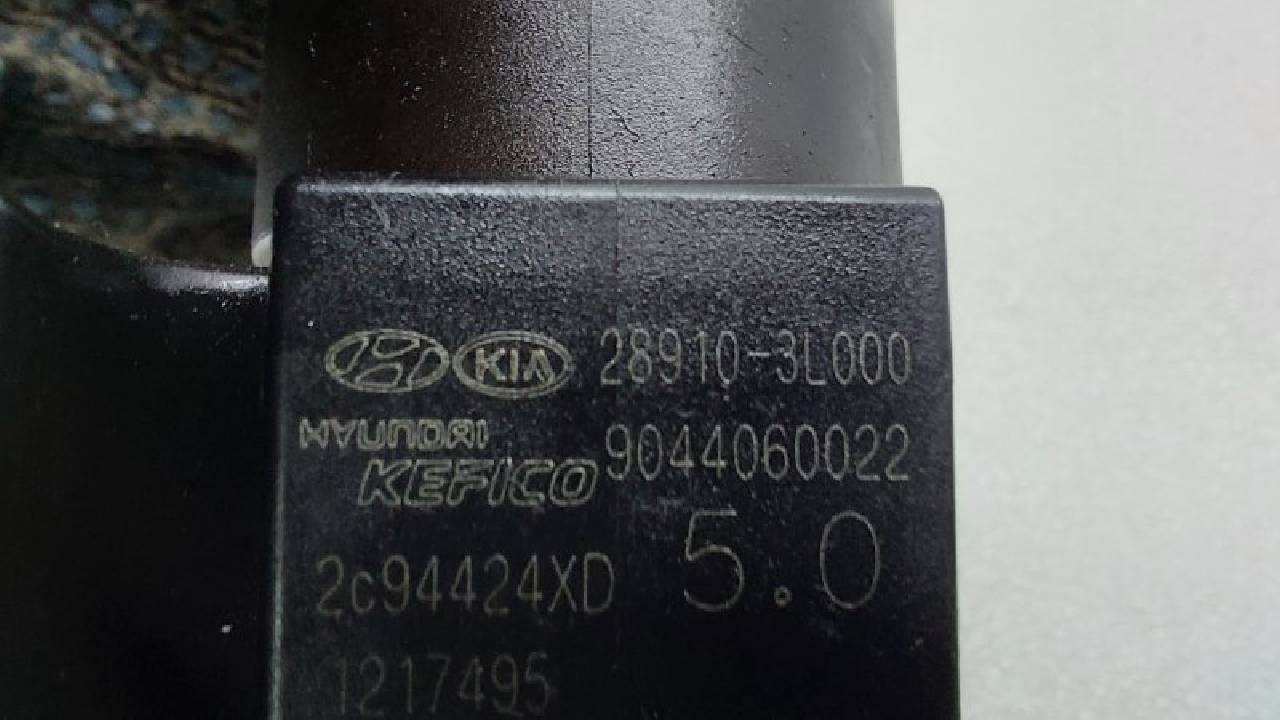 KIA 28910-3L000
HYUNDAI
KEFICO 9044060022
2c94424XD 5.0
1217495